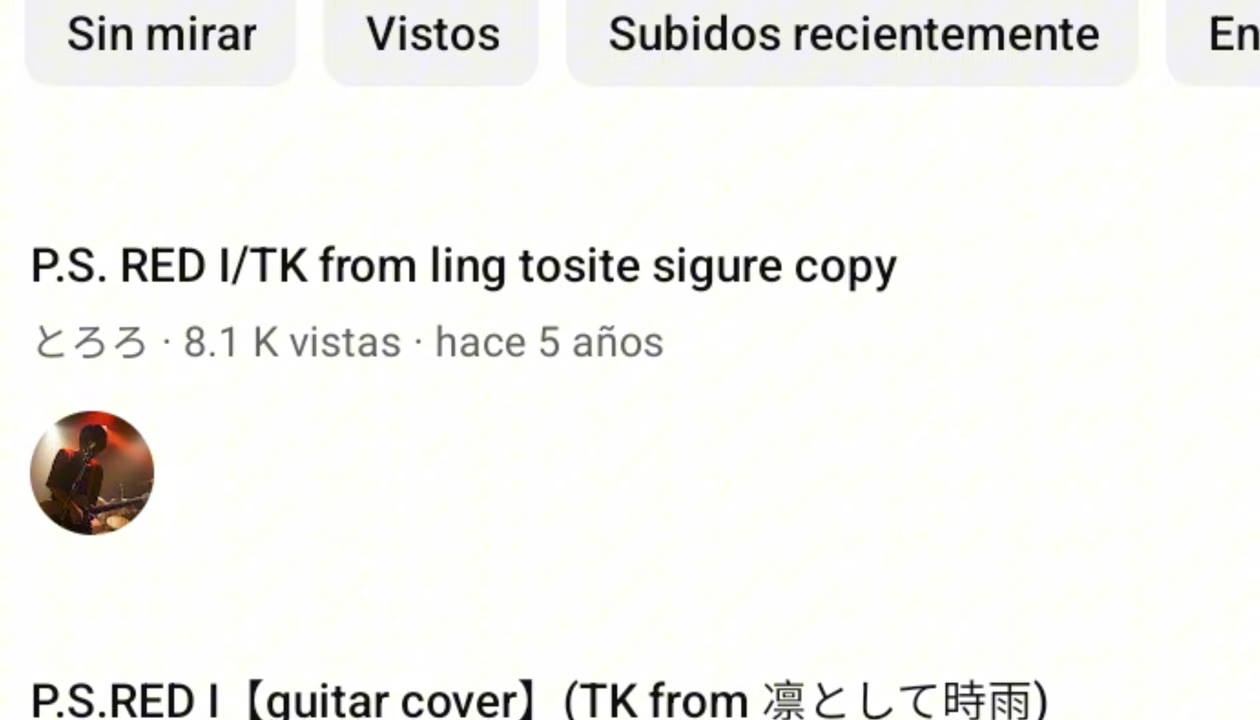 Sin mirar Vistos Subidos recientemente En
P.S. RED I/TK from ling tosite sigure copy
とろろ · 8.1 K vistas · hace 5 años
P.S.RED I【guitar cover】(TK from 凛として時雨)